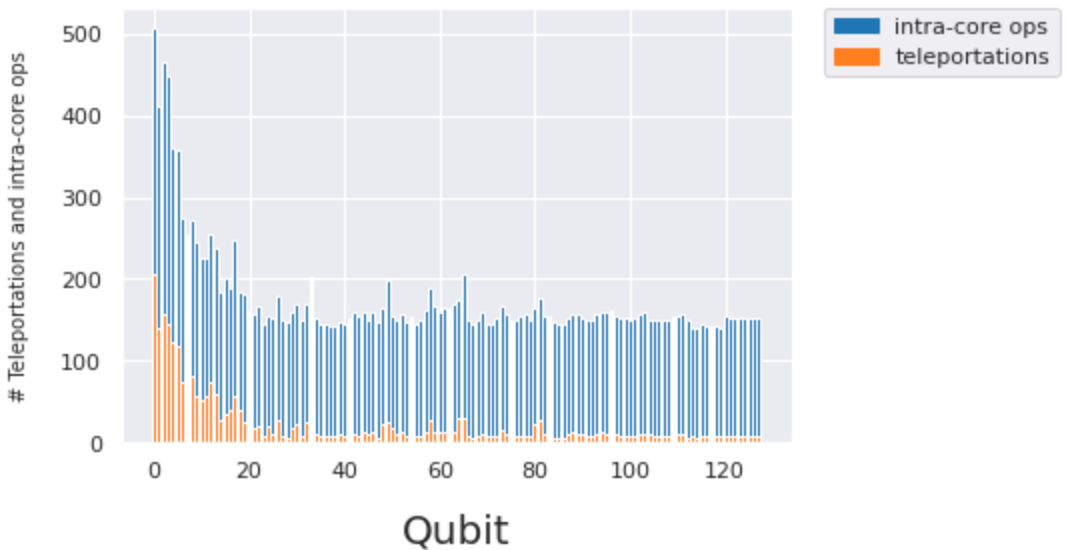 # Teleportations and intra-core ops
500
400
300
200
100
0
0 20 40 60 80 100 120
Qubit
intra-core ops
teleportations